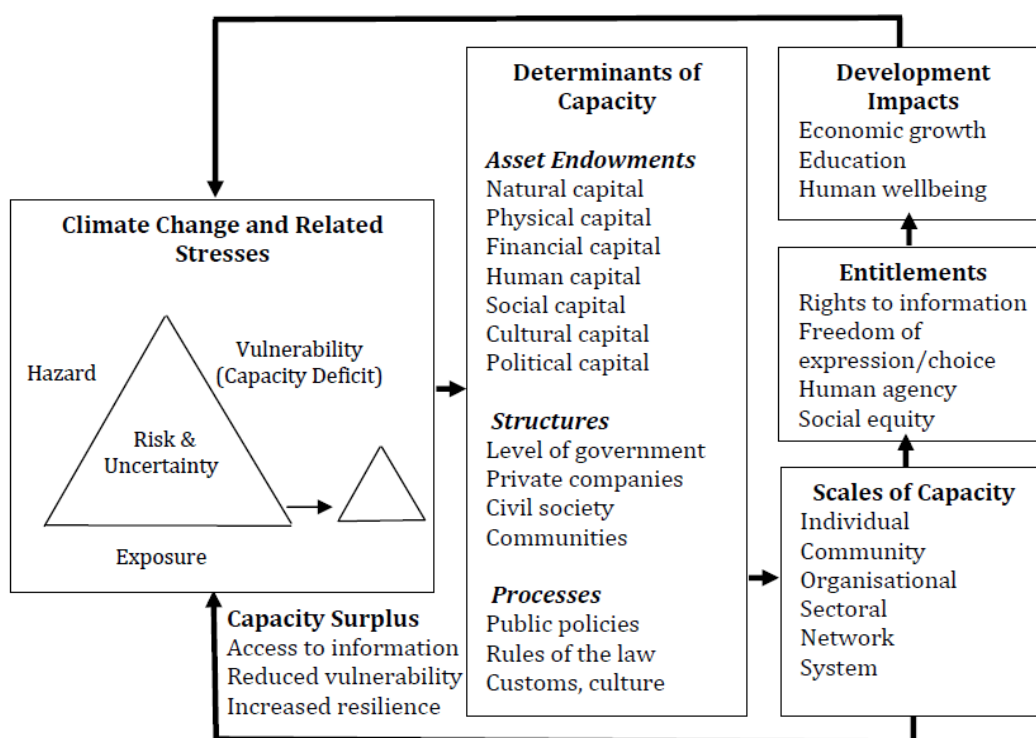 Climate Change and Related
Stresses
Hazard
Vulnerability
(Capacity Deficit)
Risk &
Uncertainty
Exposure
Capacity Surplus
Access to information
Reduced vulnerability
Increased resilience
Determinants of
Capacity
Asset Endowments
Natural capital
Physical capital
Financial capital
Human capital
Social capital
Cultural capital
Political capital
Structures
Level of government
Private companies
Civil society
Communities
Processes
Public policies
Rules of the law
Customs, culture
Development
Impacts
Economic growth
Education
Human wellbeing
Entitlements
Rights to information
Freedom of
expression/choice
Human agency
Social equity
Scales of Capacity
Individual
Community
Organisational
Sectoral
Network
System